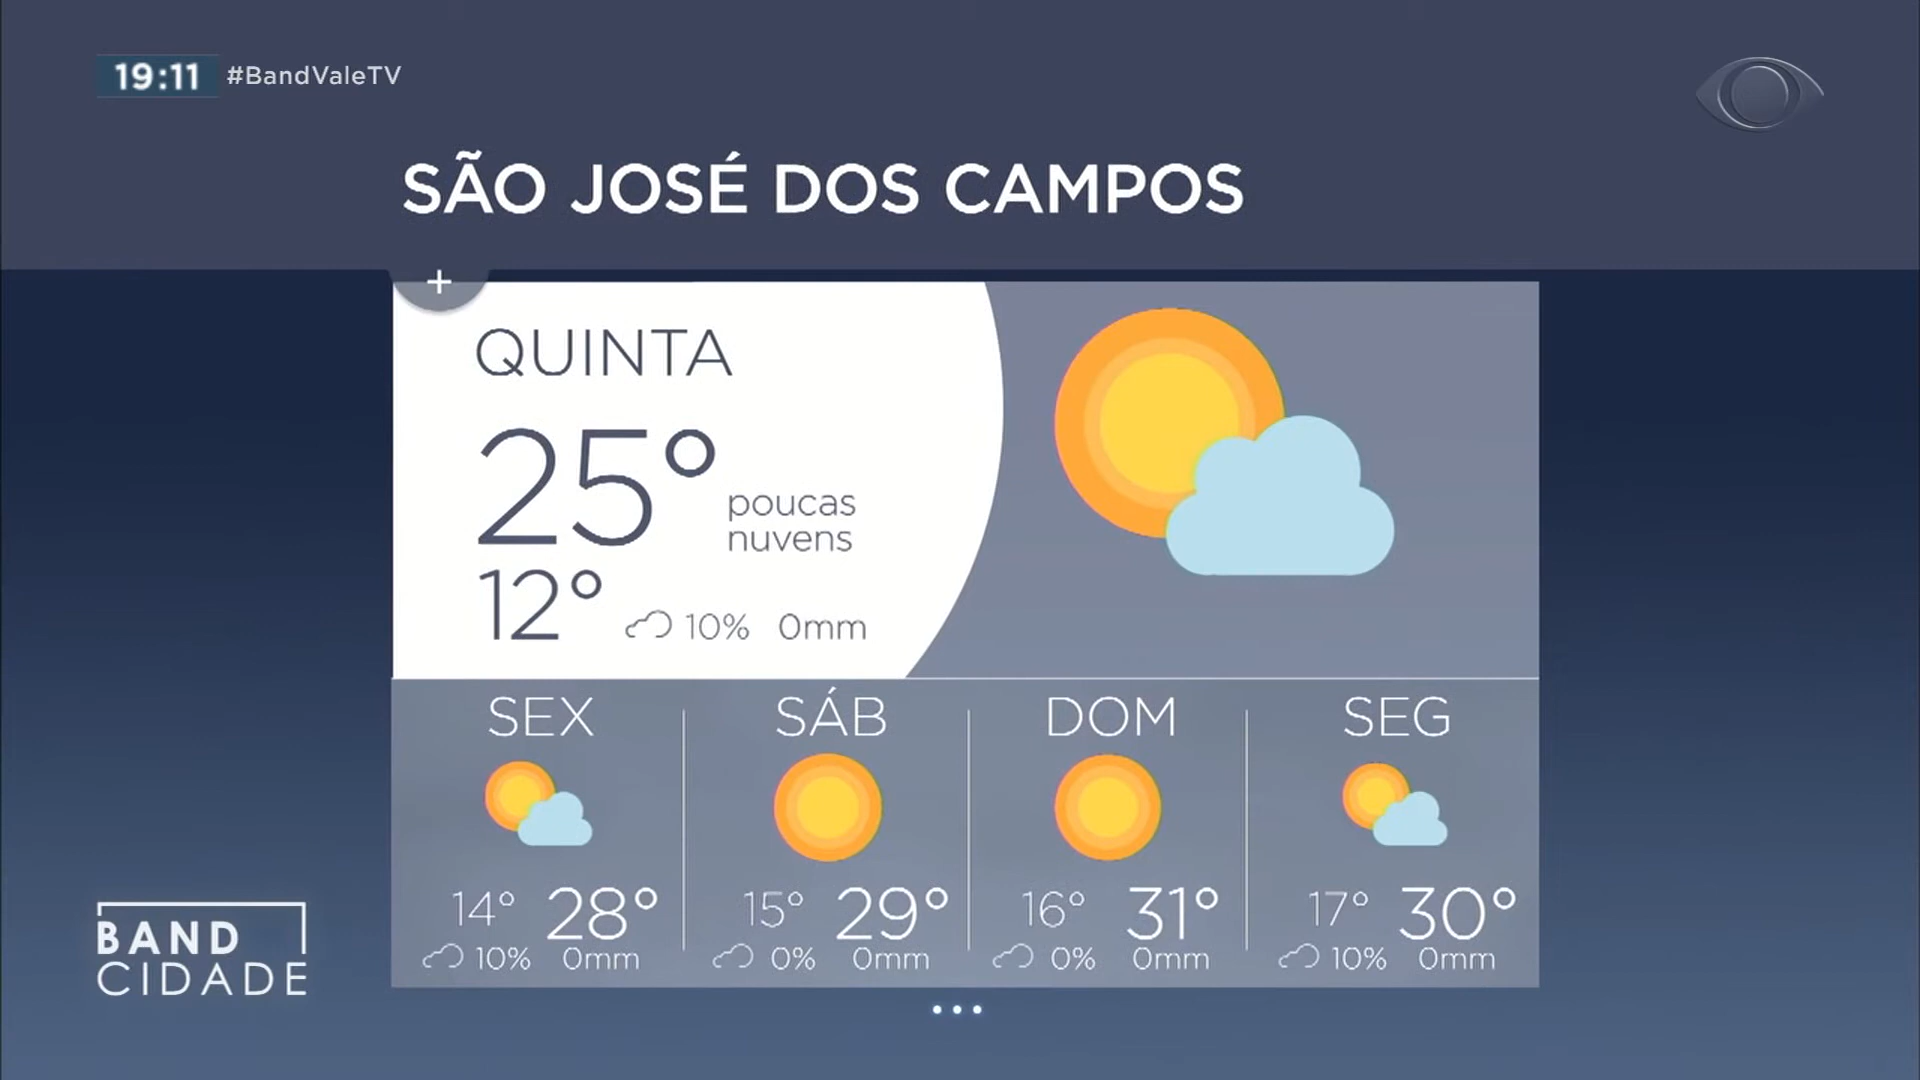 19:11 #BandValeTV
SÃO JOSÉ DOS CAMPOS
+
QUINTA
25°
poucas
nuvens
12° 10% 0mm
SEX SÁB DOM SEG
14° 28° 15° 29° 16° 31° 17° 30°
10% 0mm 0% 0mm 0% 0mm 10% 0mm
BAND
CIDADE